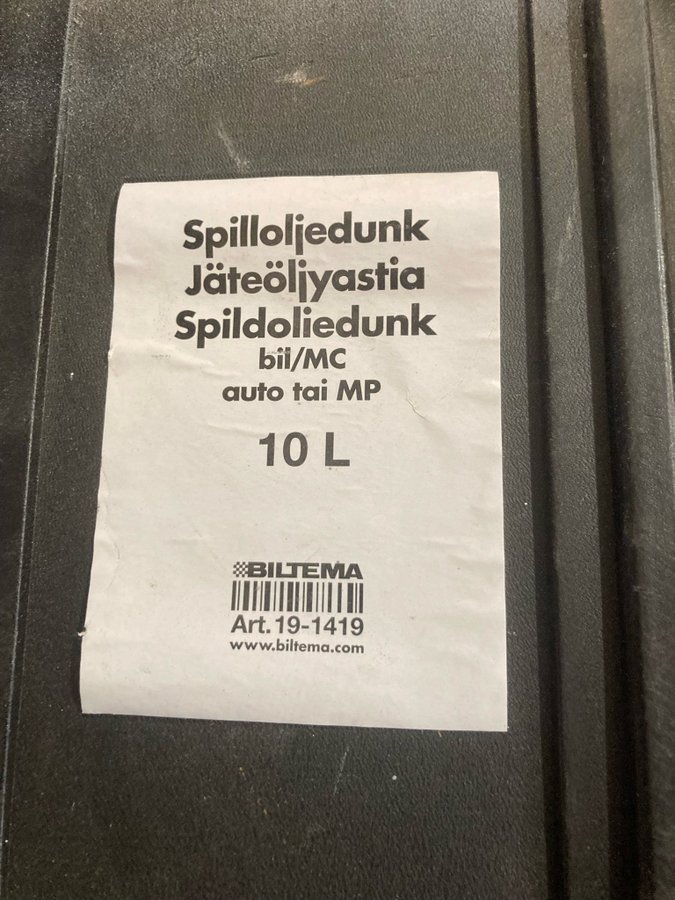 Spilloljedunk
Jäteöljyastia
Spildoliedunk
bil/MC
auto tai MP
10 L
BILTEMA
Art. 19-1419
www.biltema.com